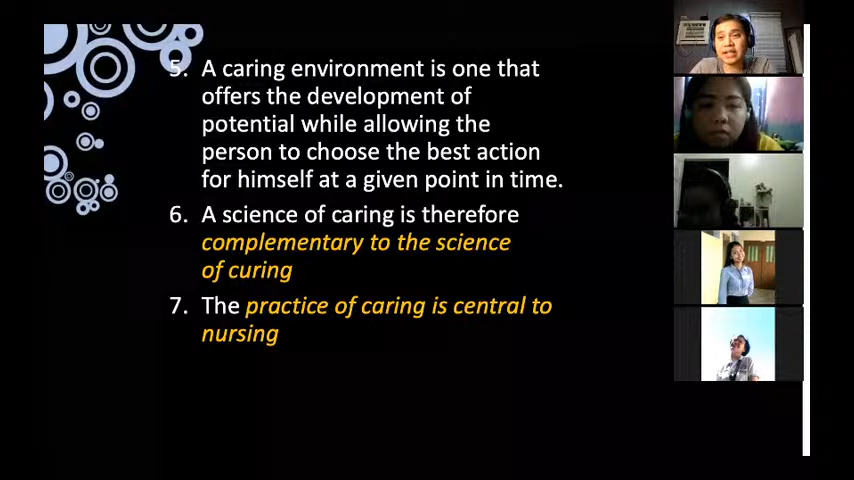 5. A caring environment is one that
offers the development of
potential while allowing the
person to choose the best action
for himself at a given point in time.
6. A science of caring is therefore
complementary to the science
of curing
7. The practice of caring is central to
nursing